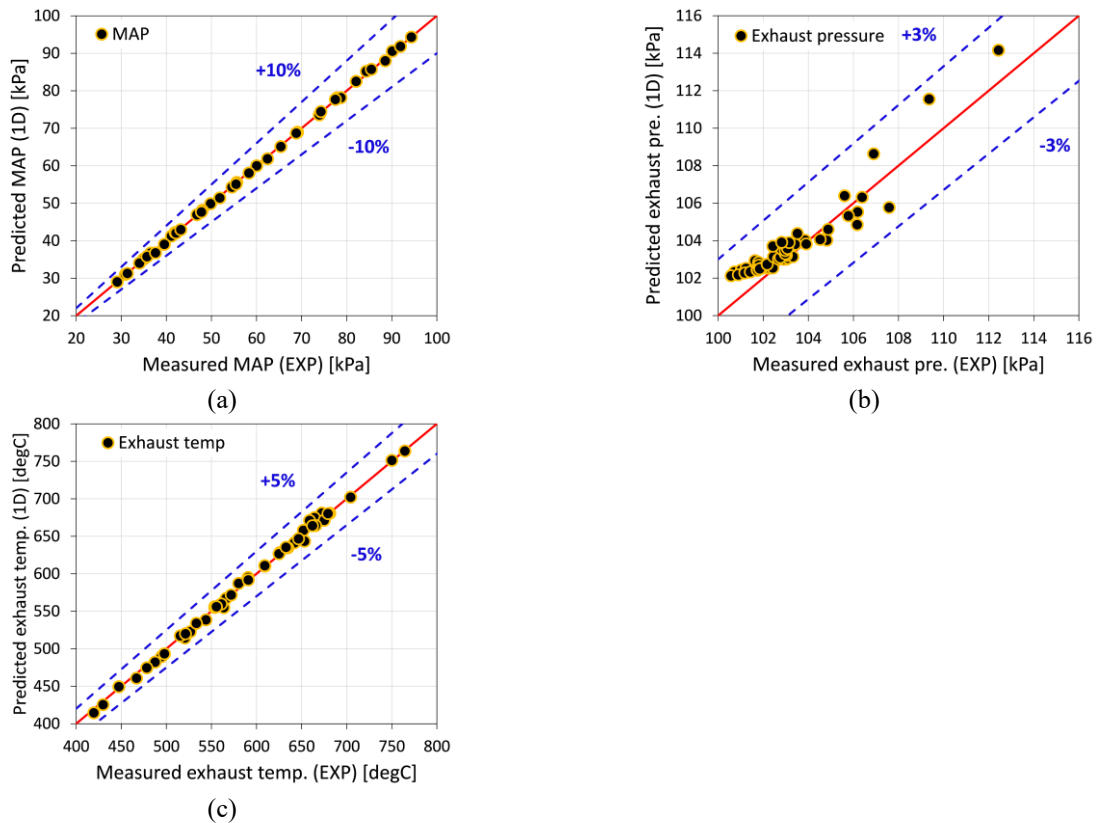 Predicted MAP (1D) [kPa]
100
90
80
70
60
50
40
30
20
MAP
+10%
-10%
20 30 40 50 60 70 80 90 100
Measured MAP (EXP) [kPa]
(a)
Predicted exhaust pre. (1D) [kPa]
116
114
112
110
108
106
104
102
100
Exhaust pressure
+3%
-3%
100 102 104 106 108 110 112 114 116
Measured exhaust pre. (EXP) [kPa]
(b)
Predicted exhaust temp. (1D) [degC]
800
750
700
650
600
550
500
450
400
Exhaust temp
+5%
-5%
400 450 500 550 600 650 700 750 800
Measured exhaust temp. (EXP) [degC]
(c)